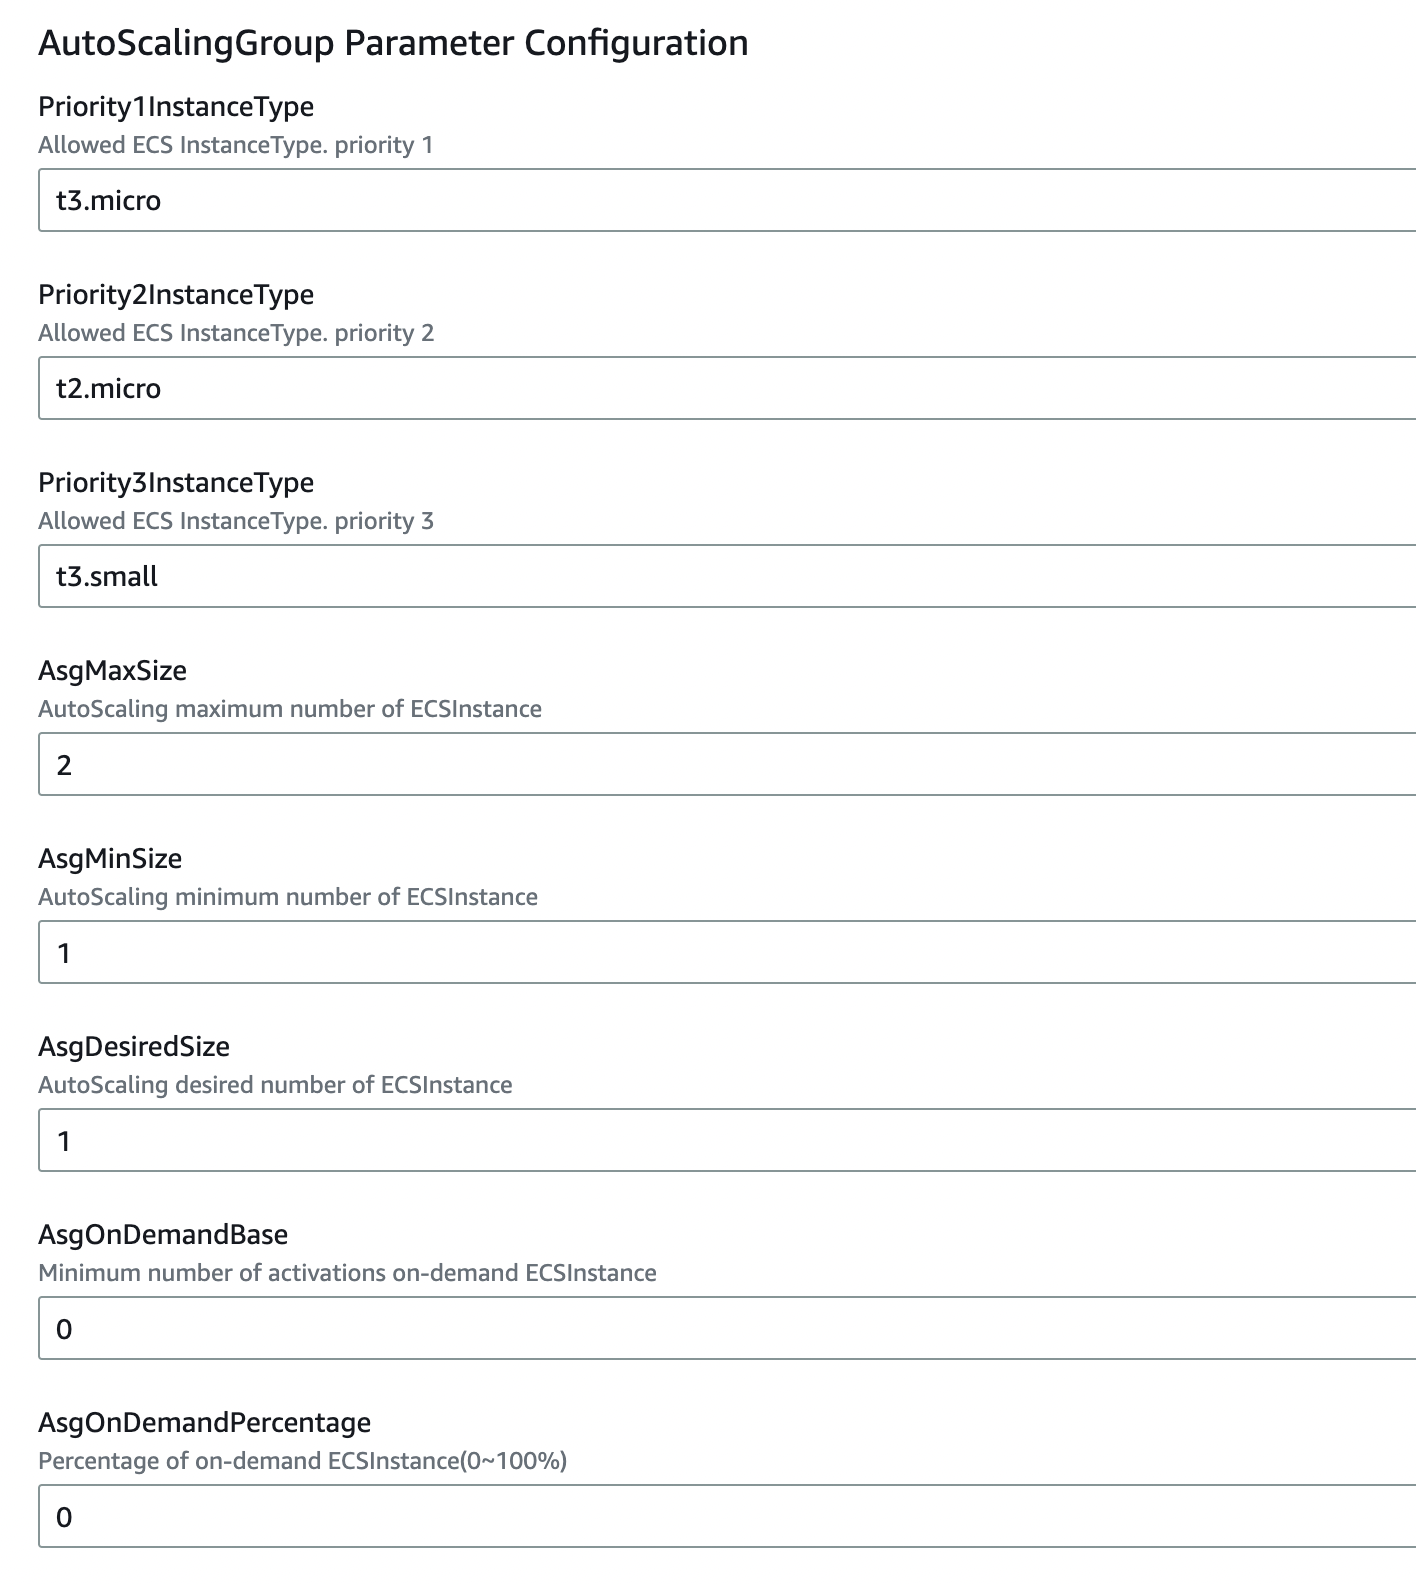 AutoScalingGroup Parameter Configuration
Priority1InstanceType
Allowed ECS InstanceType. priority 1
t3.micro
Priority2InstanceType
Allowed ECS InstanceType. priority 2
t2.micro
Priority3InstanceType
Allowed ECS InstanceType. priority 3
t3.small
AsgMaxSize
AutoScaling maximum number of ECSInstance
2
AsgMinSize
AutoScaling minimum number of ECSInstance
1
AsgDesiredSize
AutoScaling desired number of ECSInstance
1
AsgOnDemandBase
Minimum number of activations on-demand ECSInstance
0
AsgOnDemandPercentage
Percentage of on-demand ECSInstance(0~100%)
0